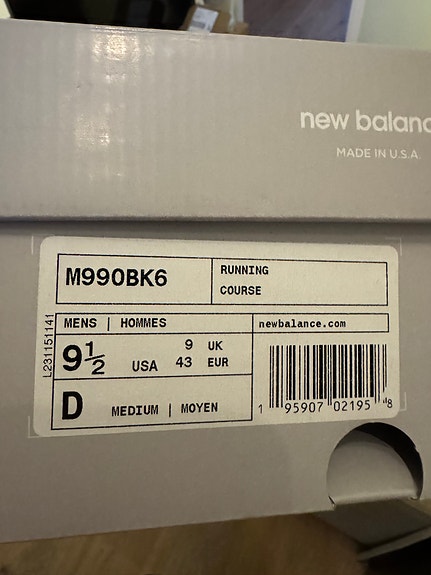 new balanc
MADE IN U.S.A.
M990BK6
RUNNING
COURSE
MENS | HOMMES
newbalance.com
9½ USA
9 UK
43 EUR
D MEDIUM | MOYEN
L231151141
1 95907 02195 8